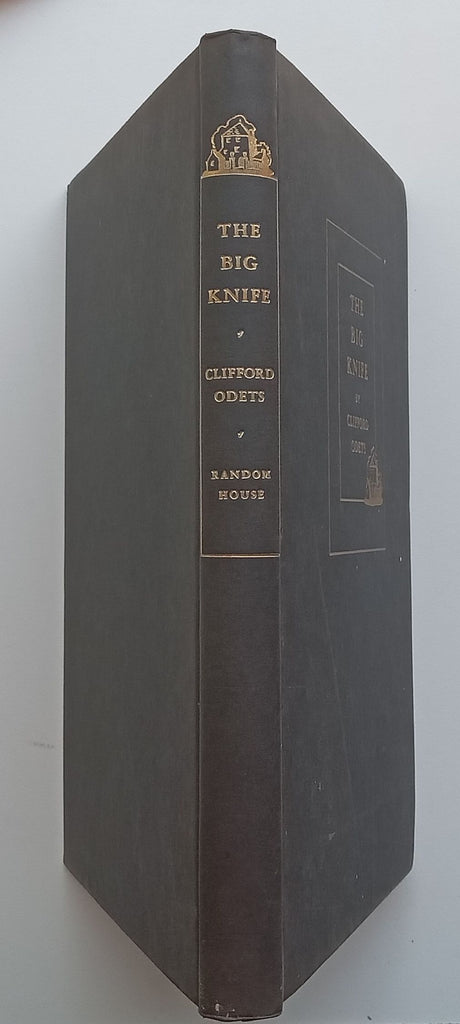 THE
BIG
KNIFE
CLIFFORD
ODETS
RANDOM
HOUSE
THE
BIG
KNIFE
BY
CLIFFORD
ODETS